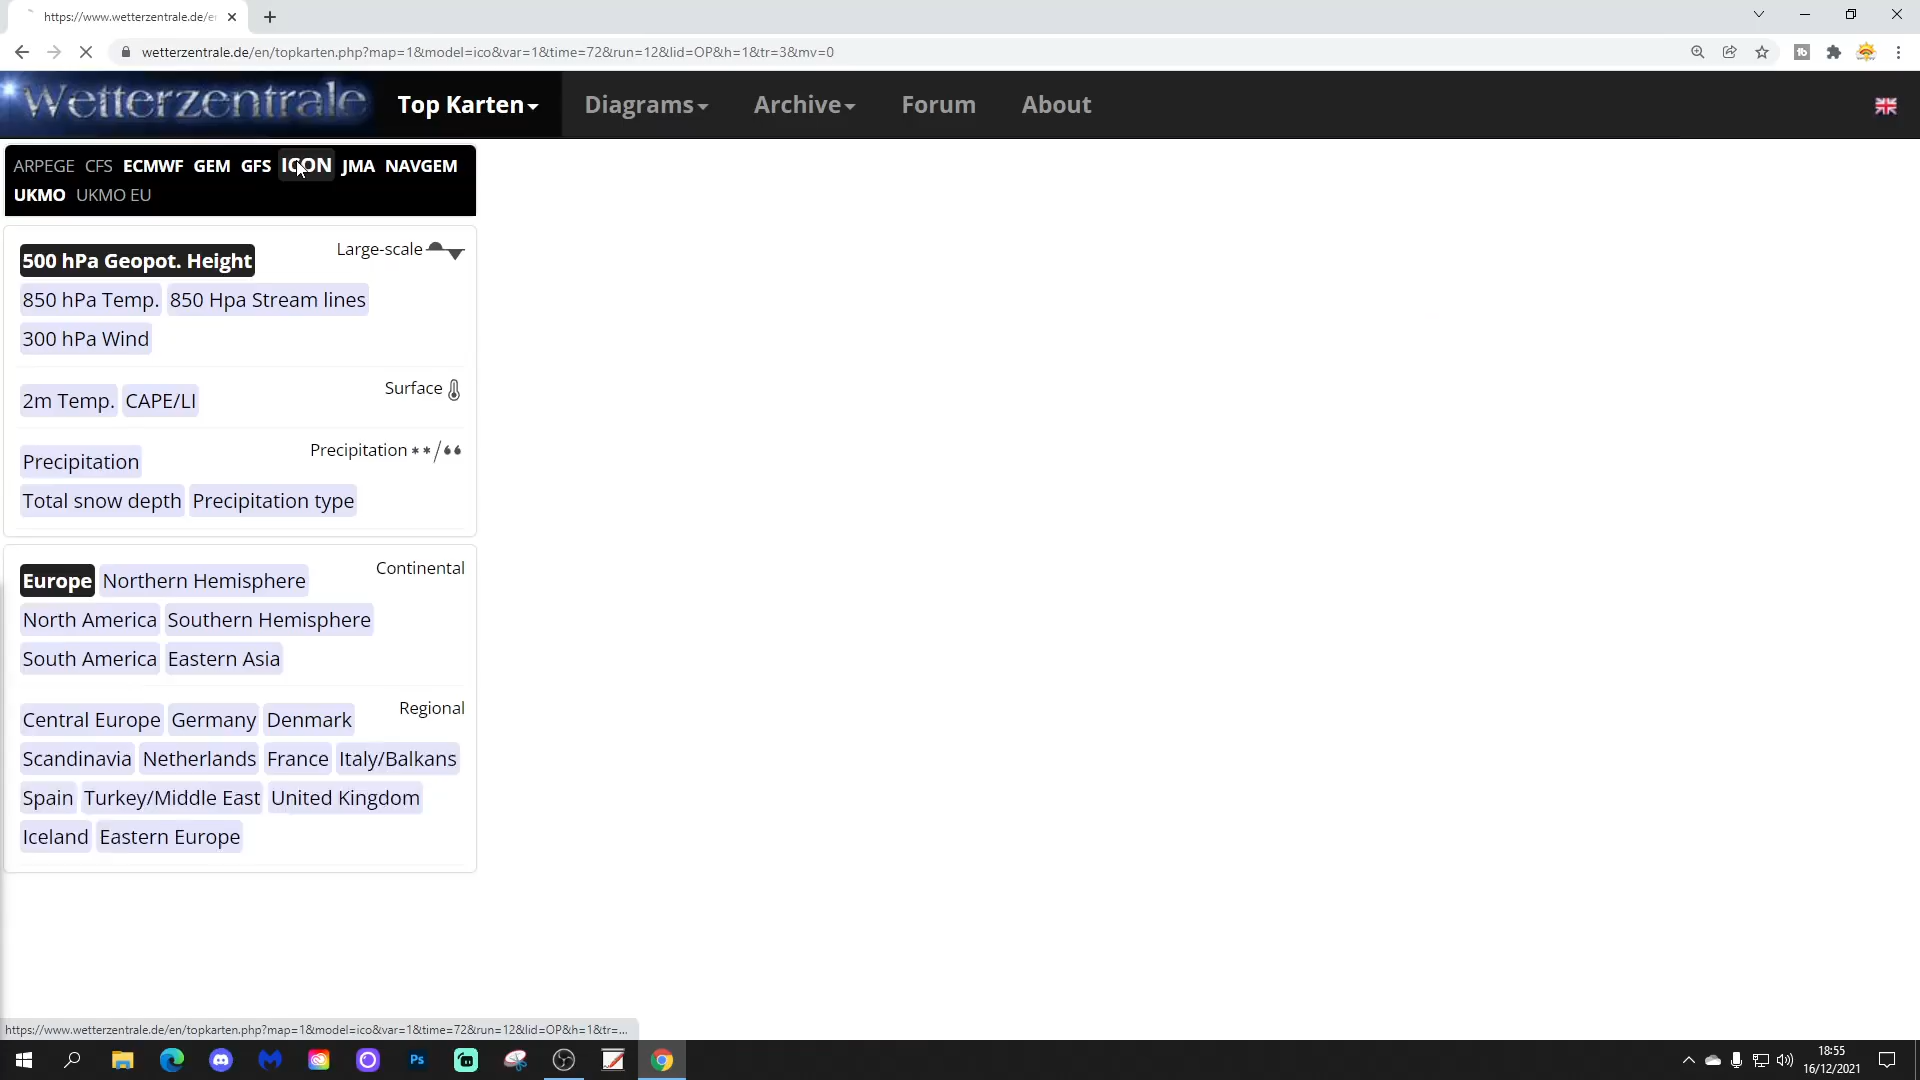 https://www.wetterzentrale.de/e
wetterzentrale.de/en/topkarten.php?map=1&model=ico&var=1&time=72&run=12&lid=OP&h=1&tr=3&mv=0
Wetterzentrale Top Karten Diagrams Archive Forum About
ARPEGE CFS ECMWF GEM GFS ICON JMA NAVGEM
UKMO UKMO EU
Large-scale
500 hPa Geopot. Height
850 hPa Temp. 850 Hpa Stream lines
300 hPa Wind
Surface
2m Temp. CAPE/LI
Precipitation
Precipitation
Total snow depth Precipitation type
Continental
Europe Northern Hemisphere
North America Southern Hemisphere
South America Eastern Asia
Regional
Central Europe Germany Denmark
Scandinavia Netherlands France Italy/Balkans
Spain Turkey/Middle East United Kingdom
Iceland Eastern Europe
https://www.wetterzentrale.de/en/topkarten.php?map=1&model=ico&var=1&time=72&run=12&lid=OP&h=1&tr=...
Ps
18:55
16/12/2021